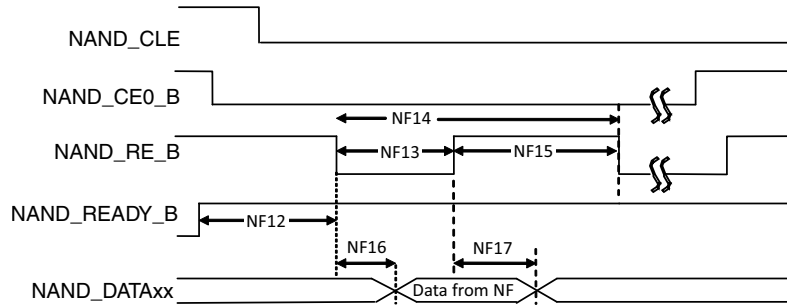 NAND_CLE
NAND_CE0_B
NF14
NAND_RE_B
NF13
NF15
NAND_READY_B
NF12
NF16
NF17
NAND_DATAxx
Data from NF